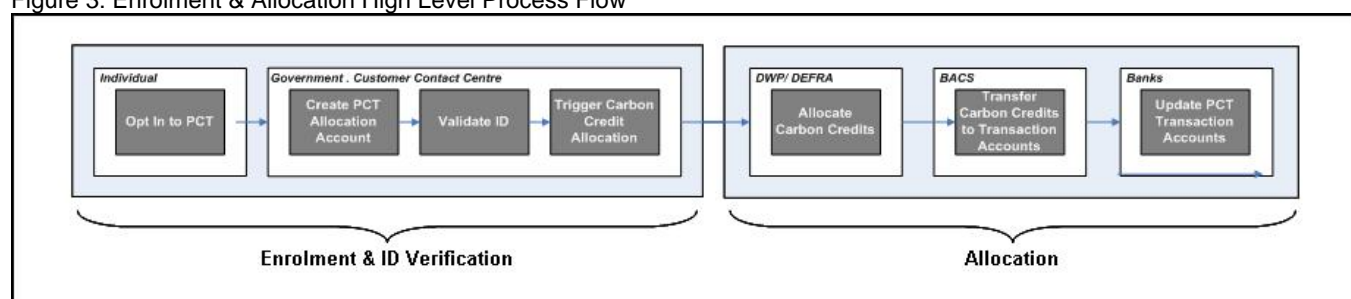 Figure 3: Enrolment & Allocation High Level Process Flow
Individual
Opt In to PCT
Government . Customer Contact Centre
Create PCT
Allocation
Account
Validate ID
Trigger Carbon
Credit
Allocation
DWP/ DEFRA
Allocate
Carbon Credits
BACS
Transfer
Carbon Credits
to Transaction
Accounts
Banks
Update PCT
Transaction
Accounts
Enrolment & ID Verification
Allocation